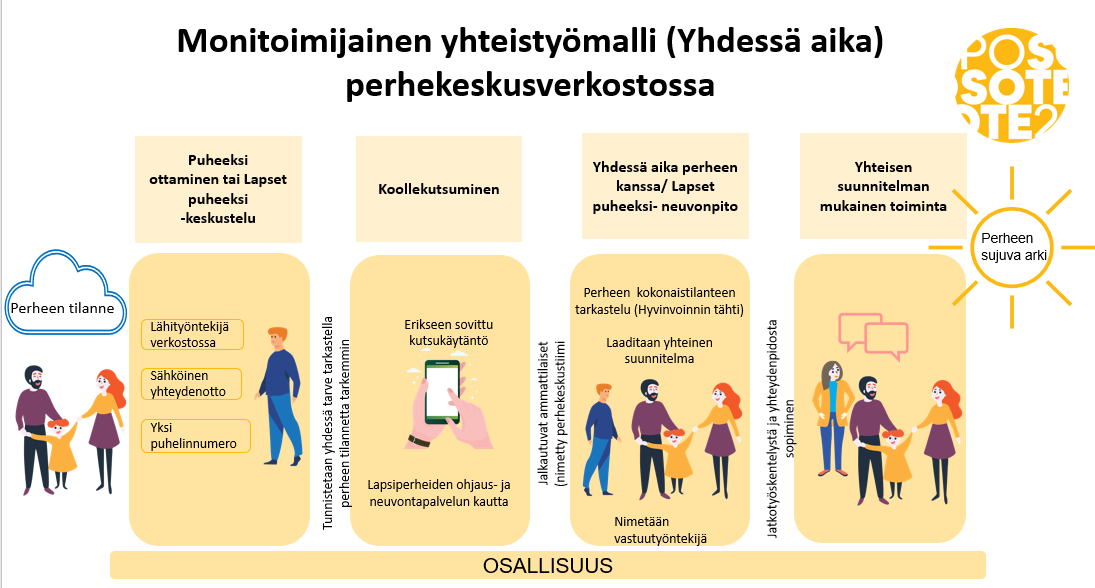 Monitoimijainen yhteistyömalli (Yhdessä aika)
perhekeskusverkostossa
POS
SOTE
OTE2
Puheeksi
ottaminen tai Lapset
puheeksi
-keskustelu
Koollekutsuminen
Yhdessä aika perheen
kanssa/ Lapset
puheeksi- neuvonpito
Yhteisen
suunnitelman
mukainen toiminta
Perheen
sujuva arki
Perheen tilanne
Lähityöntekijä
verkostossa
Sähköinen
yhteydenotto
Yksi
puhelinnumero
Tunnistetaan yhdessä tarve tarkastella
perheen tilannetta tarkemmin
Erikseen sovittu
kutsukäytäntö
Lapsiperheiden ohjaus- ja
neuvontapalvelun kautta
Jalkautuvat ammattilaiset
(nimetty perhekeskustiimi)
Perheen  kokonaistilanteen
tarkastelu (Hyvinvoinnin tähti)
Laaditaan yhteinen
suunnitelma
Nimetään
vastuutyöntekijä
Jatkotyöskentelystä ja yhteydenpidosta
sopiminen
OSALLISUUS